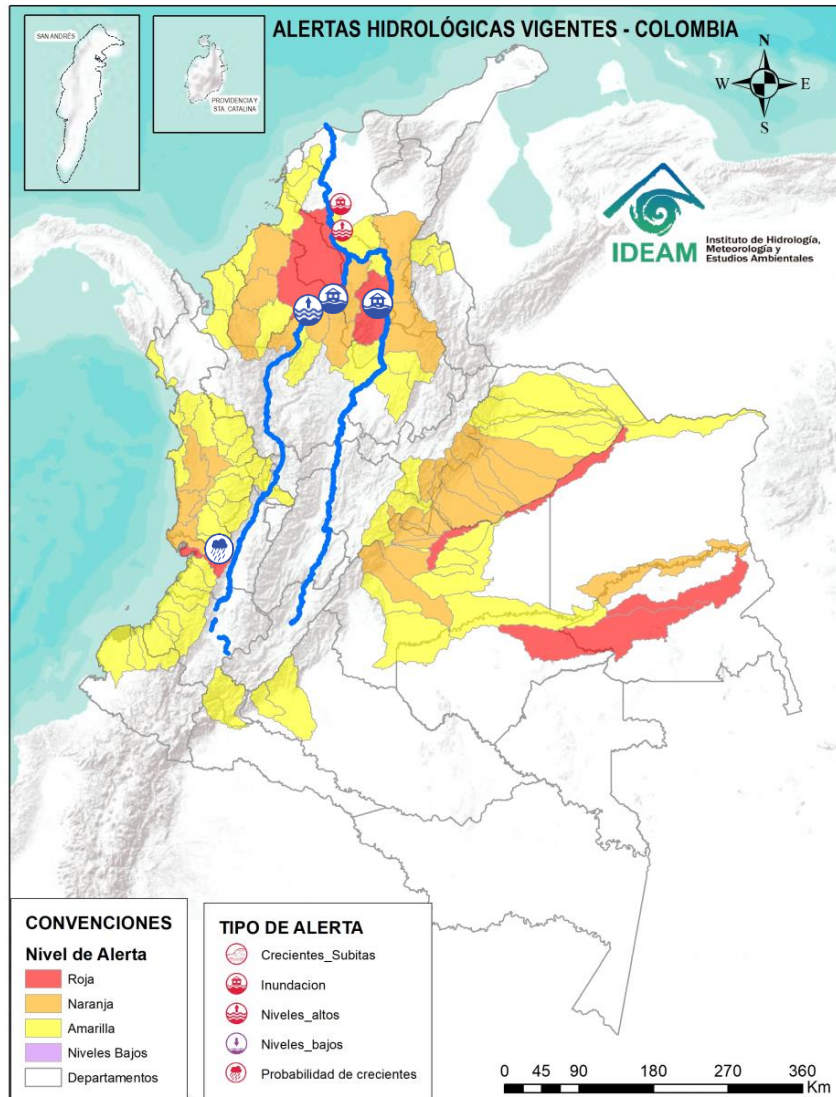 ALERTAS HIDROLÓGICAS VIGENTES - COLOMBIA
SAN ANDRÉS
PROVIDENCIA Y
STA. CATALINA
N
W
E
S
IDEAM
Instituto de Hidrología,
Meteorología y
Estudios Ambientales
CONVENCIONES
Nivel de Alerta
Roja
Naranja
Amarilla
Niveles Bajos
Departamentos
TIPO DE ALERTA
Crecientes_Subitas
Inundacion
Niveles_altos
Niveles_bajos
Probabilidad de crecientes
0 45 90 180 270 360
Km